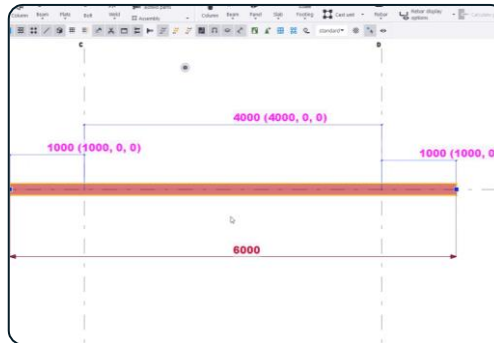 Column Beam Plates Bolt Weld Assembly Column Beam Panel Slab Footing Cast unit Rebar Rebar display options
standard
C D
4000 (4000, 0, 0)
1000 (1000, 0, 0)
1000 (1000, 0
6000